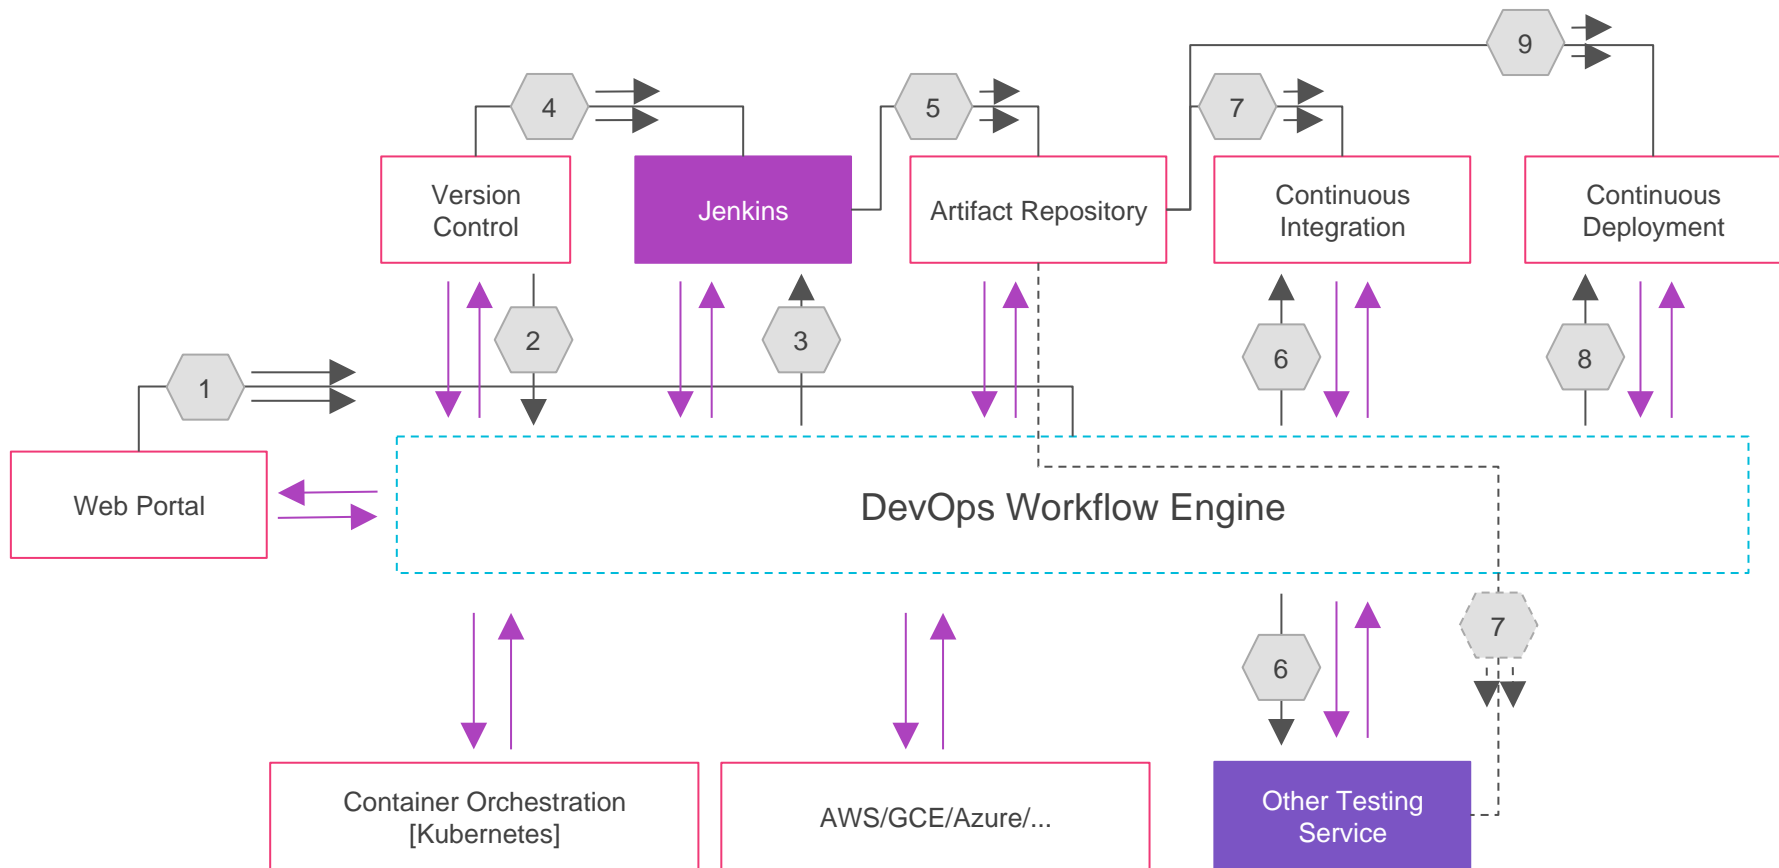 9
4
5
7
Version
Control
Jenkins
Artifact Repository
Continuous
Integration
Continuous
Deployment
2
3
6
8
1
Web Portal
DevOps Workflow Engine
7
6
Container Orchestration
[Kubernetes]
AWS/GCE/Azure/...
Other Testing
Service